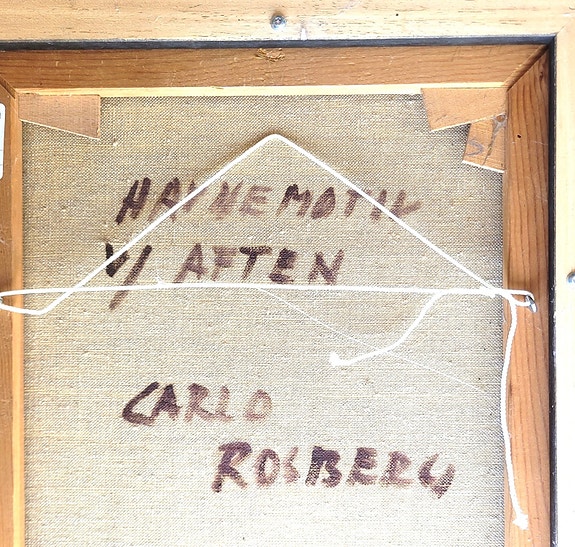 HAVNEMOTIV
V/ AFTEN
CARLO
ROSBERG